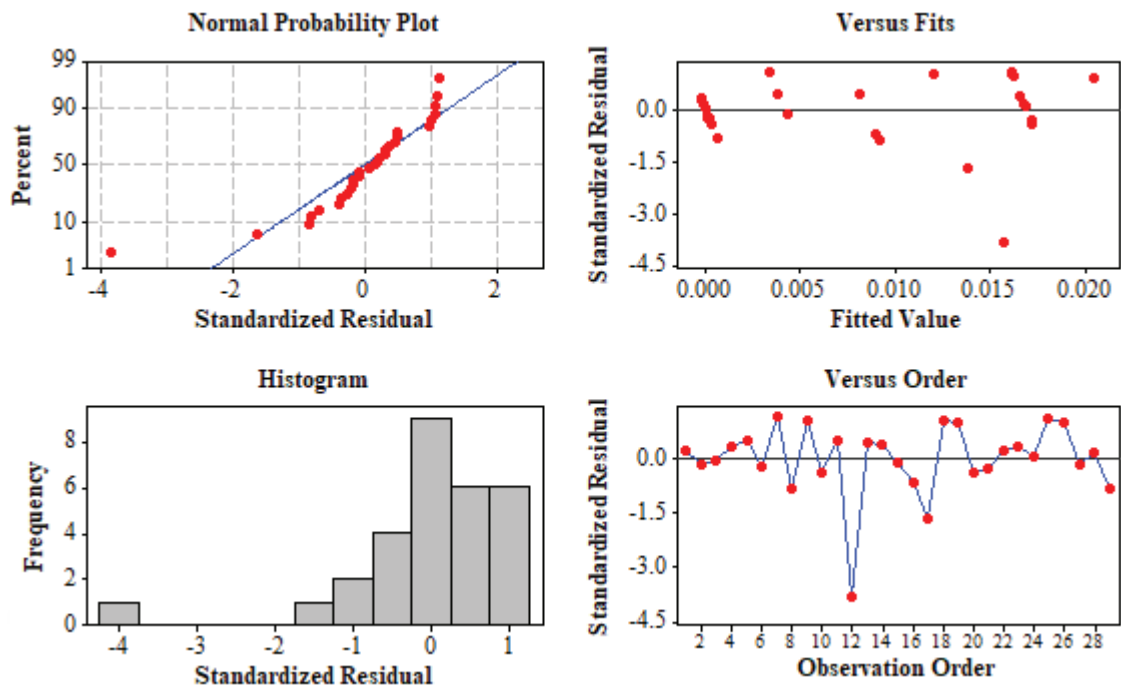 Normal Probability Plot
Percent
99
90
50
10
1
-4 -2 0 2
Standardized Residual
Versus Fits
Standardized Residual
0.0
-1.5
-3.0
-4.5
0.000 0.005 0.010 0.015 0.020
Fitted Value
Histogram
Frequency
8
6
4
2
0
-4 -3 -2 -1 0 1
Standardized Residual
Versus Order
Standardized Residual
0.0
-1.5
-3.0
-4.5
2 4 6 8 10 12 14 16 18 20 22 24 26 28
Observation Order